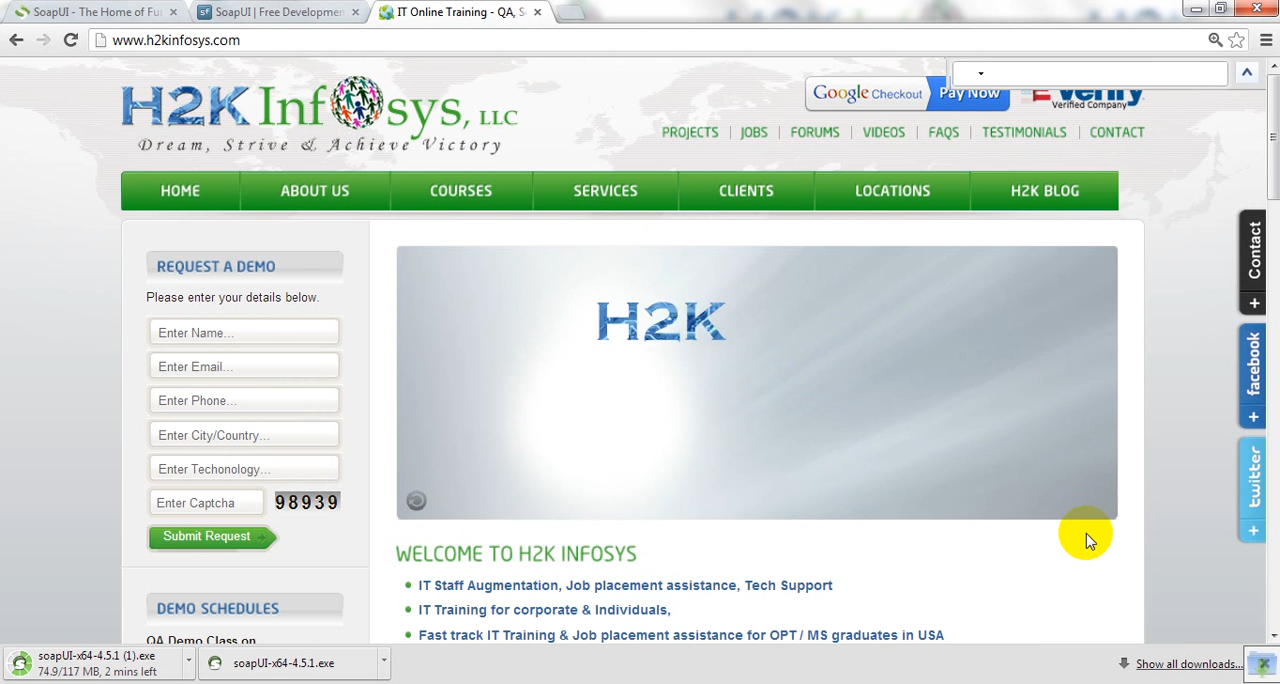 SoapUI - The Home of Fu
SoapUI | Free Developmen
IT Online Training - QA, S
www.h2kinfosys.com
H2K Infosys, LLC
Dream, Strive & Achieve Victory
Google Checkout Pay Now
Verified Company
PROJECTS | JOBS | FORUMS | VIDEOS | FAQS | TESTIMONIALS | CONTACT
HOME ABOUT US COURSES SERVICES CLIENTS LOCATIONS H2K BLOG
REQUEST A DEMO
Please enter your details below.
Enter Name...
Enter Email...
Enter Phone...
Enter City/Country...
Enter Techonology...
Enter Captcha 98939
Submit Request
DEMO SCHEDULES
QA Demo Class on
H2K
WELCOME TO H2K INFOSYS
IT Staff Augmentation, Job placement assistance, Tech Support
IT Training for corporate & Individuals,
Fast track IT Training & Job placement assistance for OPT / MS graduates in USA
Contact
facebook
twitter
soapUI-x64-4.5.1 (1).exe
74.9/117 MB, 2 mins left
soapUI-x64-4.5.1.exe
Show all downloads...